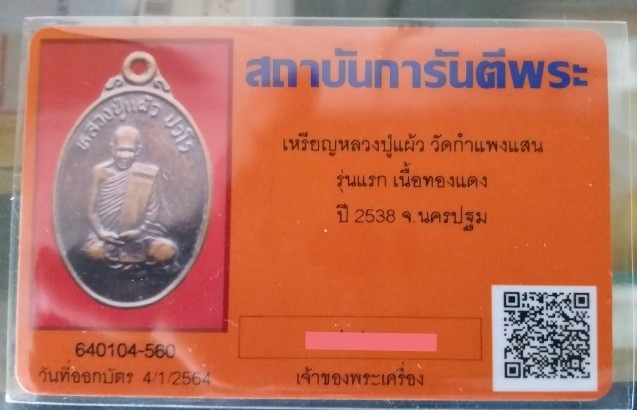 สถาบันการันตีพระ
หลวงปู่แผ้ว ปวโร
เหรียญหลวงปู่แผ้ว วัดกำแพงแสน
รุ่นแรก เนื้อทองแดง
ปี 2538 จ.นครปฐม
640104-560
วันที่ออกบัตร 4/1/2564
เจ้าของพระเครื่อง